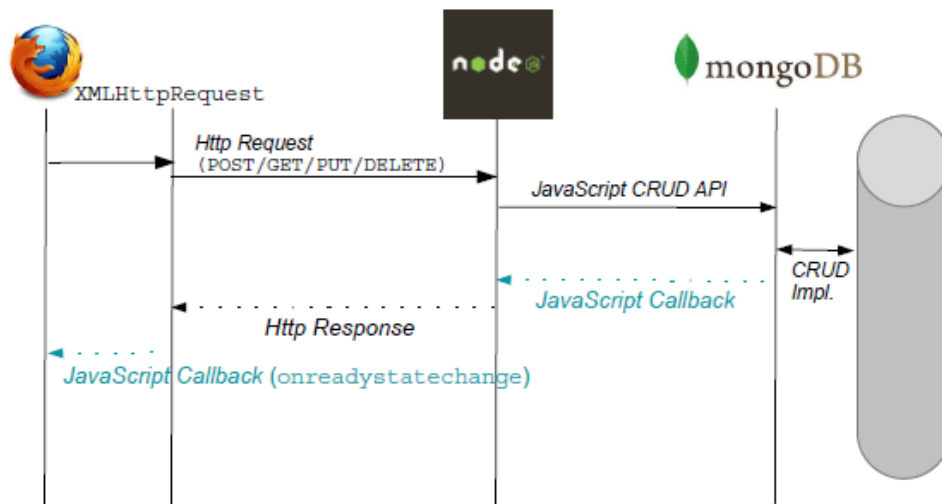 node
mongoDB
XMLHttpRequest
Http Request
(POST/GET/PUT/DELETE)
JavaScript CRUD API
CRUD
Impl.
JavaScript Callback
Http Response
JavaScript Callback (onreadystatechange)